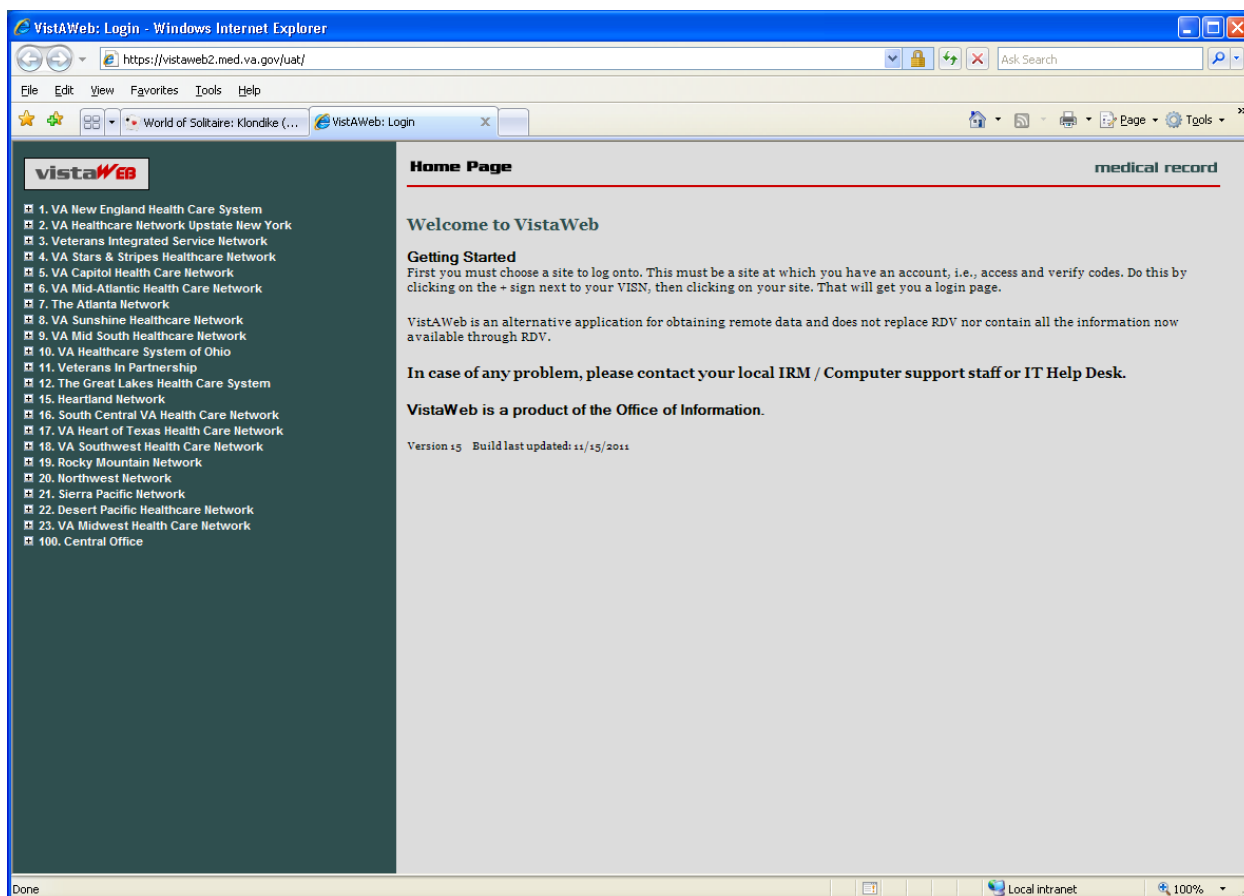 VistAWeb: Login - Windows Internet Explorer
https://vistaweb2.med.va.gov/uat/
Ask Search
File Edit View Favorites Tools Help
World of Solitaire: Klondike (...
VistAWeb: Login
Page
Tools
vistaWEB
Home Page
medical record
1. VA New England Health Care System
2. VA Healthcare Network Upstate New York
3. Veterans Integrated Service Network
4. VA Stars & Stripes Healthcare Network
5. VA Capitol Health Care Network
6. VA Mid-Atlantic Health Care Network
7. The Atlanta Network
8. VA Sunshine Healthcare Network
9. VA Mid South Healthcare Network
10. VA Healthcare System of Ohio
11. Veterans In Partnership
12. The Great Lakes Health Care System
15. Heartland Network
16. South Central VA Health Care Network
17. VA Heart of Texas Health Care Network
18. VA Southwest Health Care Network
19. Rocky Mountain Network
20. Northwest Network
21. Sierra Pacific Network
22. Desert Pacific Healthcare Network
23. VA Midwest Health Care Network
100. Central Office
Welcome to VistaWeb
Getting Started
First you must choose a site to log onto. This must be a site at which you have an account, i.e., access and verify codes. Do this by
clicking on the + sign next to your VISN, then clicking on your site. That will get you a login page.
VistAWeb is an alternative application for obtaining remote data and does not replace RDV nor contain all the information now
available through RDV.
In case of any problem, please contact your local IRM / Computer support staff or IT Help Desk.
VistaWeb is a product of the Office of Information.
Version 15 Build last updated: 11/15/2011
Done
Local intranet
100%